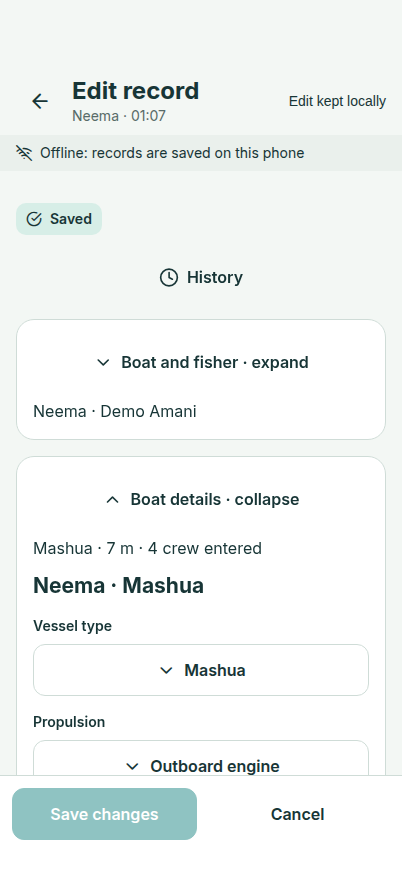 Edit record
Neema · 01:07
Edit kept locally
Offline: records are saved on this phone
Saved
History
Boat and fisher · expand
Neema · Demo Amani
Boat details · collapse
Mashua · 7 m · 4 crew entered
Neema · Mashua
Vessel type
Mashua
Propulsion
Outboard engine
Save changes
Cancel